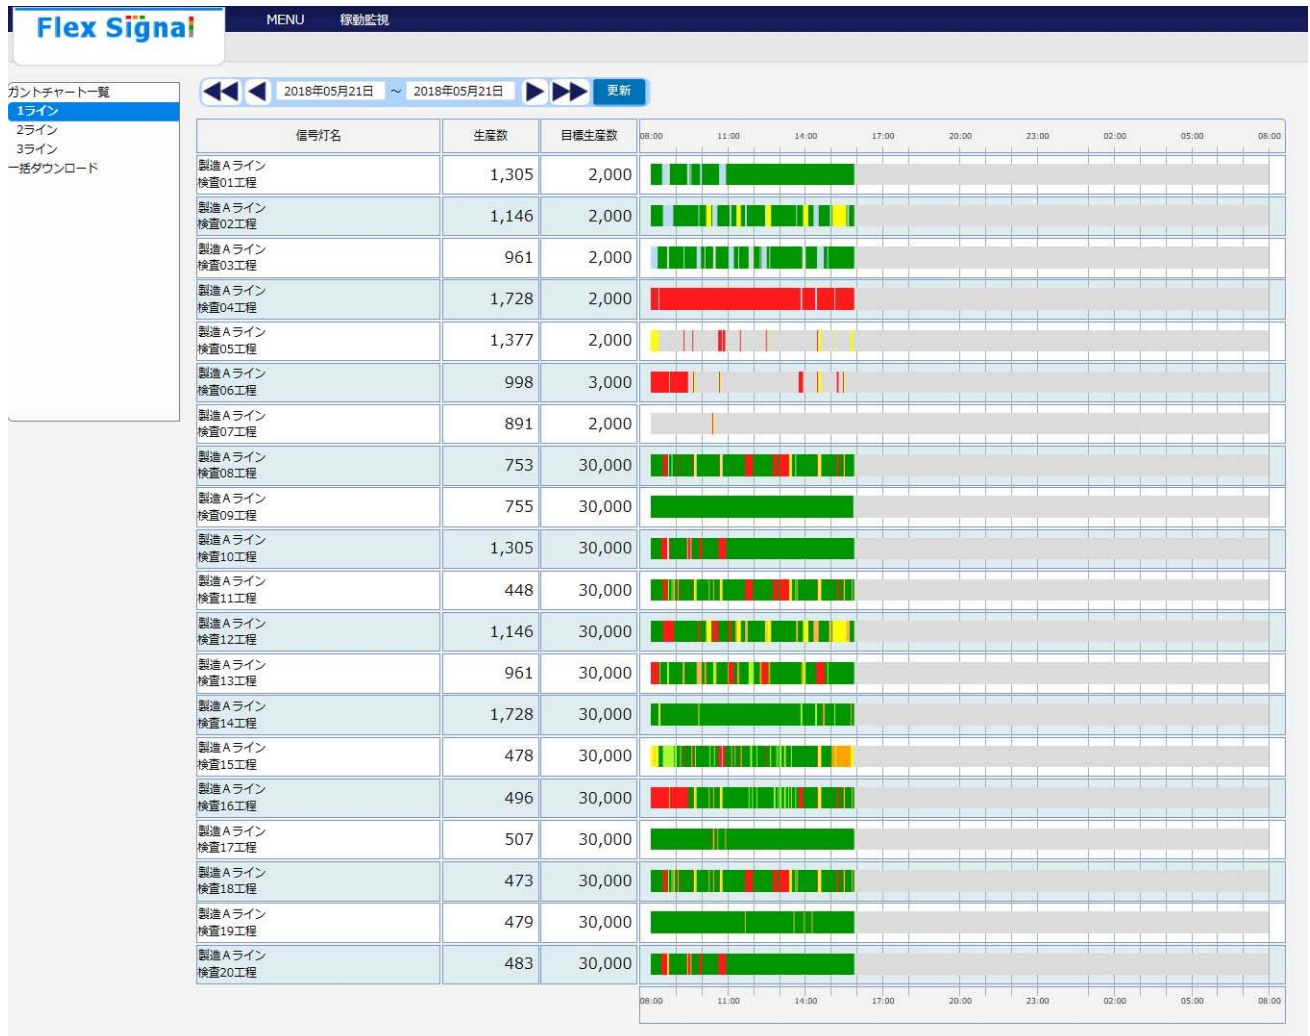 Flex Signal
MENU 稼動監視
ガントチャート一覧
1ライン
2ライン
3ライン
一括ダウンロード
2018年05月21日 ～ 2018年05月21日 更新
信号灯名 生産数 目標生産数 08:00 11:00 14:00 17:00 20:00 23:00 02:00 05:00 08:00
製造Aライン
検査01工程 1,305 2,000
製造Aライン
検査02工程 1,146 2,000
製造Aライン
検査03工程 961 2,000
製造Aライン
検査04工程 1,728 2,000
製造Aライン
検査05工程 1,377 2,000
製造Aライン
検査06工程 998 3,000
製造Aライン
検査07工程 891 2,000
製造Aライン
検査08工程 753 30,000
製造Aライン
検査09工程 755 30,000
製造Aライン
検査10工程 1,305 30,000
製造Aライン
検査11工程 448 30,000
製造Aライン
検査12工程 1,146 30,000
製造Aライン
検査13工程 961 30,000
製造Aライン
検査14工程 1,728 30,000
製造Aライン
検査15工程 478 30,000
製造Aライン
検査16工程 496 30,000
製造Aライン
検査17工程 507 30,000
製造Aライン
検査18工程 473 30,000
製造Aライン
検査19工程 479 30,000
製造Aライン
検査20工程 483 30,000
08:00 11:00 14:00 17:00 20:00 23:00 02:00 05:00 08:00